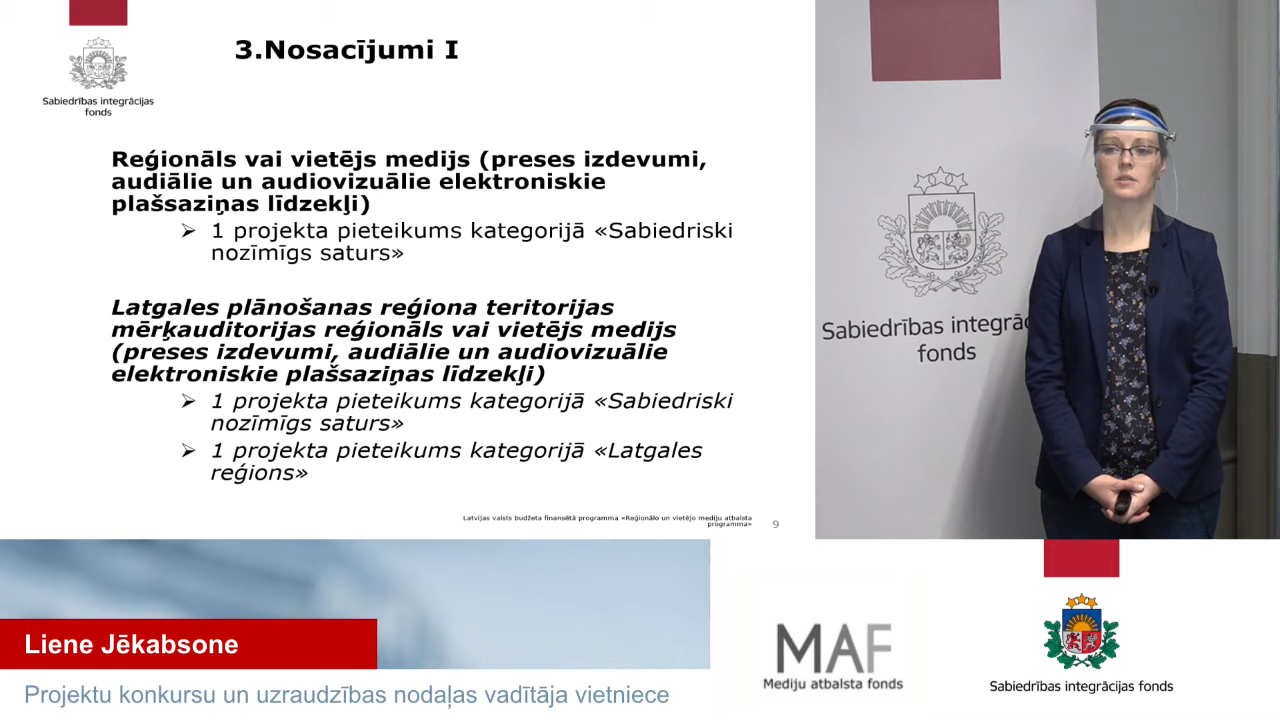 3.Nosacījumi I
Sabiedrības integrācijas
fonds
Reģionāls vai vietējs medijs (preses izdevumi,
audiālie un audiovizuālie elektroniskie
plašsaziņas līdzekļi)
1 projekta pieteikums kategorijā «Sabiedriski
nozīmīgs saturs»
Latgales plānošanas reģiona teritorijas
mērķauditorijas reģionāls vai vietējs medijs
(preses izdevumi, audiālie un audiovizuālie
elektroniskie plašsaziņas līdzekļi)
1 projekta pieteikums kategorijā «Sabiedriski
nozīmīgs saturs»
1 projekta pieteikums kategorijā «Latgales
reģions»
Latvijas valsts budžeta finansētā programma «Reģionālo un vietējo mediju atbalsta
programma»
9
Sabiedrības integrāc
fonds
Liene Jēkabsone
Projektu konkursu un uzraudzības nodaļas vadītāja vietniece
MAF
Mediju atbalsta fonds
Sabiedrības integrācijas fonds